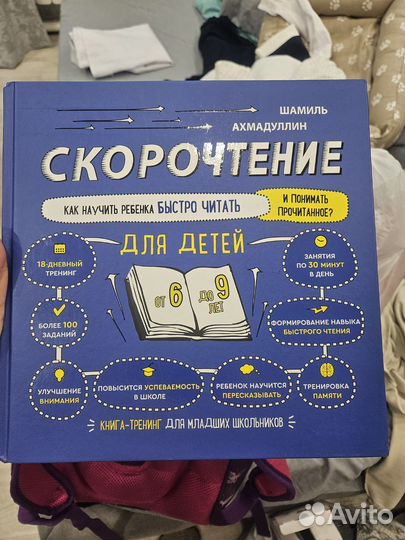 ШАМИЛЬ
АХМАДУЛЛИН
СКОРОЧТЕНИЕ
КАК НАУЧИТЬ РЕБЕНКА БЫСТРО ЧИТАТЬ
И ПОНИМАТЬ
ПРОЧИТАННОЕ?
ДЛЯ ДЕТЕЙ
18-ДНЕВНЫЙ
ТРЕНИНГ
ОТ 6 ДО 9
ЛЕТ
ЗАНЯТИЯ
ПО 30 МИНУТ
В ДЕНЬ
БОЛЕЕ 100
ЗАДАНИЙ
ФОРМИРОВАНИЕ НАВЫКА
БЫСТРОГО ЧТЕНИЯ
УЛУЧШЕНИЕ
ВНИМАНИЯ
ПОВЫСИТСЯ УСПЕВАЕМОСТЬ
В ШКОЛЕ
РЕБЕНОК НАУЧИТСЯ
ПЕРЕСКАЗЫВАТЬ
ТРЕНИРОВКА
ПАМЯТИ
КНИГА-ТРЕНИНГ ДЛЯ МЛАДШИХ ШКОЛЬНИКОВ
Avito